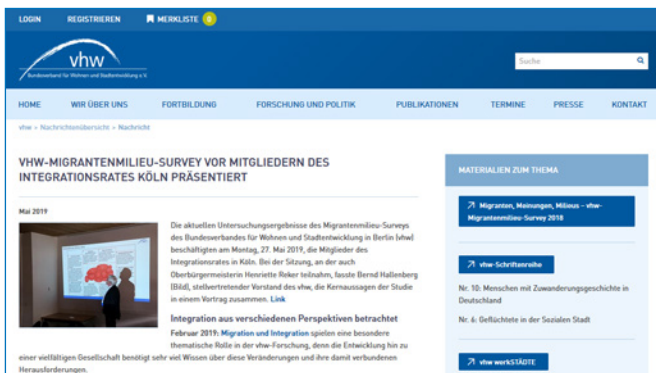 LOGIN REGISTRIEREN MERKLISTE 0
vhw
Bundesverband für Wohnen und Stadtentwicklung e.V.
Suche
HOME WIR ÜBER UNS FORTBILDUNG FORSCHUNG UND POLITIK PUBLIKATIONEN TERMINE PRESSE KONTAKT
vhw » Nachrichtenübersicht » Nachricht
VHW-MIGRANTENMILIEU-SURVEY VOR MITGLIEDERN DES
INTEGRATIONSRATES KÖLN PRÄSENTIERT
Mai 2019
Die aktuellen Untersuchungsergebnisse des Migrantenmilieu-Surveys
des Bundesverbandes für Wohnen und Stadtentwicklung in Berlin (vhw)
beschäftigten am Montag, 27. Mai 2019, die Mitglieder des
Integrationsrates in Köln. Bei der Sitzung, an der auch
Oberbürgermeisterin Henriette Reker teilnahm, fasste Bernd Hallenberg
(Bild), stellvertretender Vorstand des vhw, die Kernaussagen der Studie
in einem Vortrag zusammen. Link
Integration aus verschiedenen Perspektiven betrachtet
Februar 2019: Migration und Integration spielen eine besondere
thematische Rolle in der vhw-Forschung, denn die Entwicklung hin zu
einer vielfältigen Gesellschaft benötigt sehr viel Wissen über diese Veränderungen und ihre damit verbundenen
Herausforderungen.
MATERIALIEN ZUM THEMA
Migranten, Meinungen, Milieus – vhw-
Migrantenmilieu-Survey 2018
vhw-Schriftenreihe
Nr. 10: Menschen mit Zuwanderungsgeschichte in
Deutschland
Nr. 6: Geflüchtete in der Sozialen Stadt
vhw werkSTÄDTE